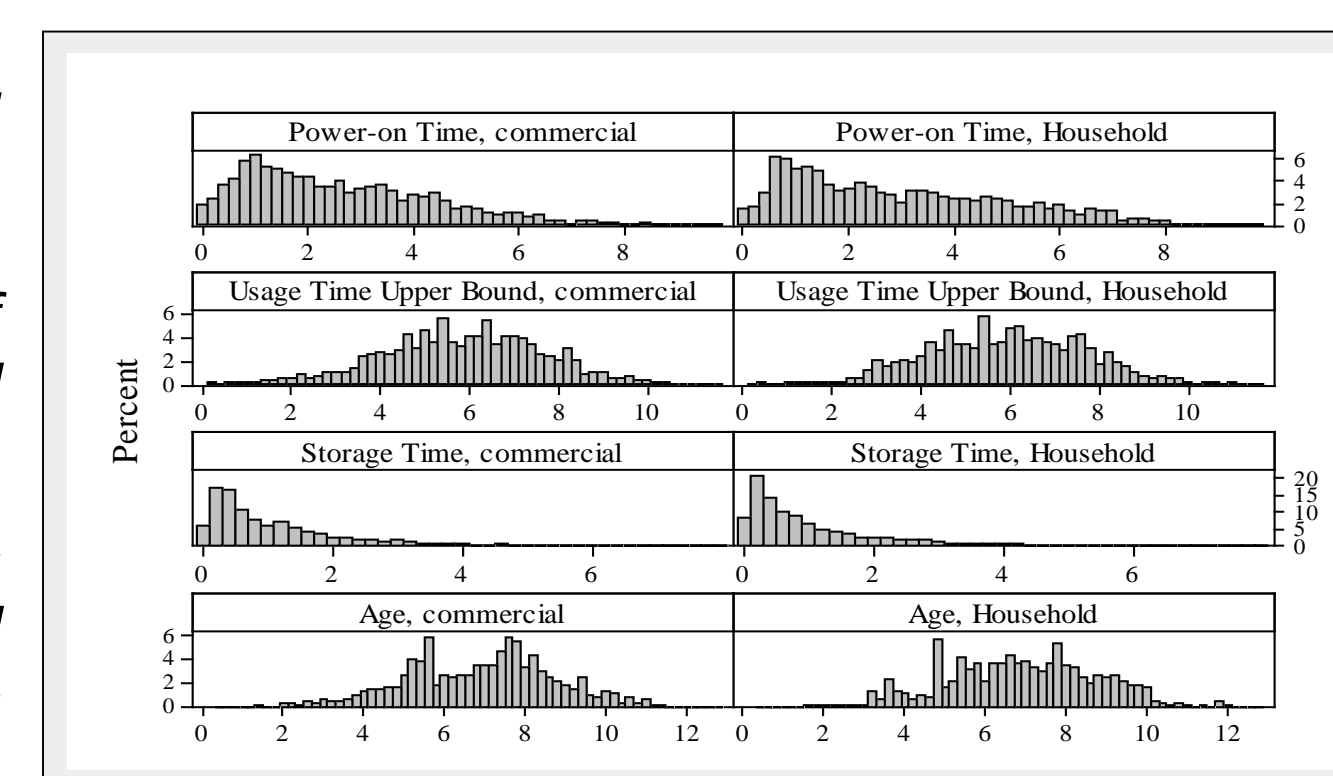 Power-on Time, commercial Power-on Time, Household
6
4
2
0
0 2 4 6 8 0 2 4 6 8
Usage Time Upper Bound, commercial Usage Time Upper Bound, Household
6
4
2
0
0 2 4 6 8 10 0 2 4 6 8 10
Percent
Storage Time, commercial Storage Time, Household
20
15
10
5
0
0 2 4 6 0 2 4 6
Age, commercial Age, Household
6
4
2
0
0 2 4 6 8 10 12 0 2 4 6 8 10 12